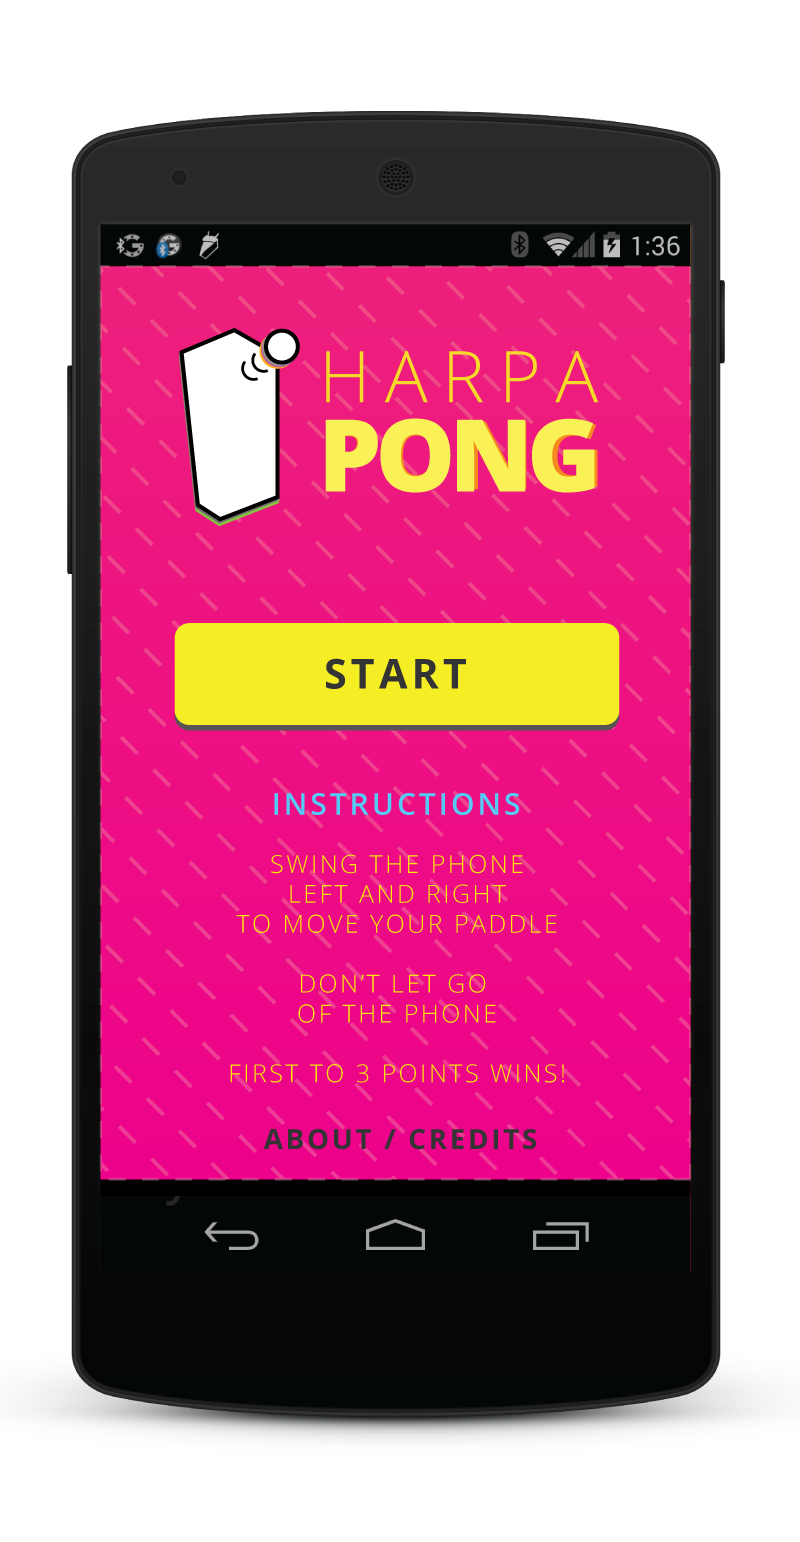 1:36
HARPA
PONG
START
INSTRUCTIONS
SWING THE PHONE
LEFT AND RIGHT
TO MOVE YOUR PADDLE
DON'T LET GO
OF THE PHONE
FIRST TO 3 POINTS WINS!
ABOUT / CREDITS